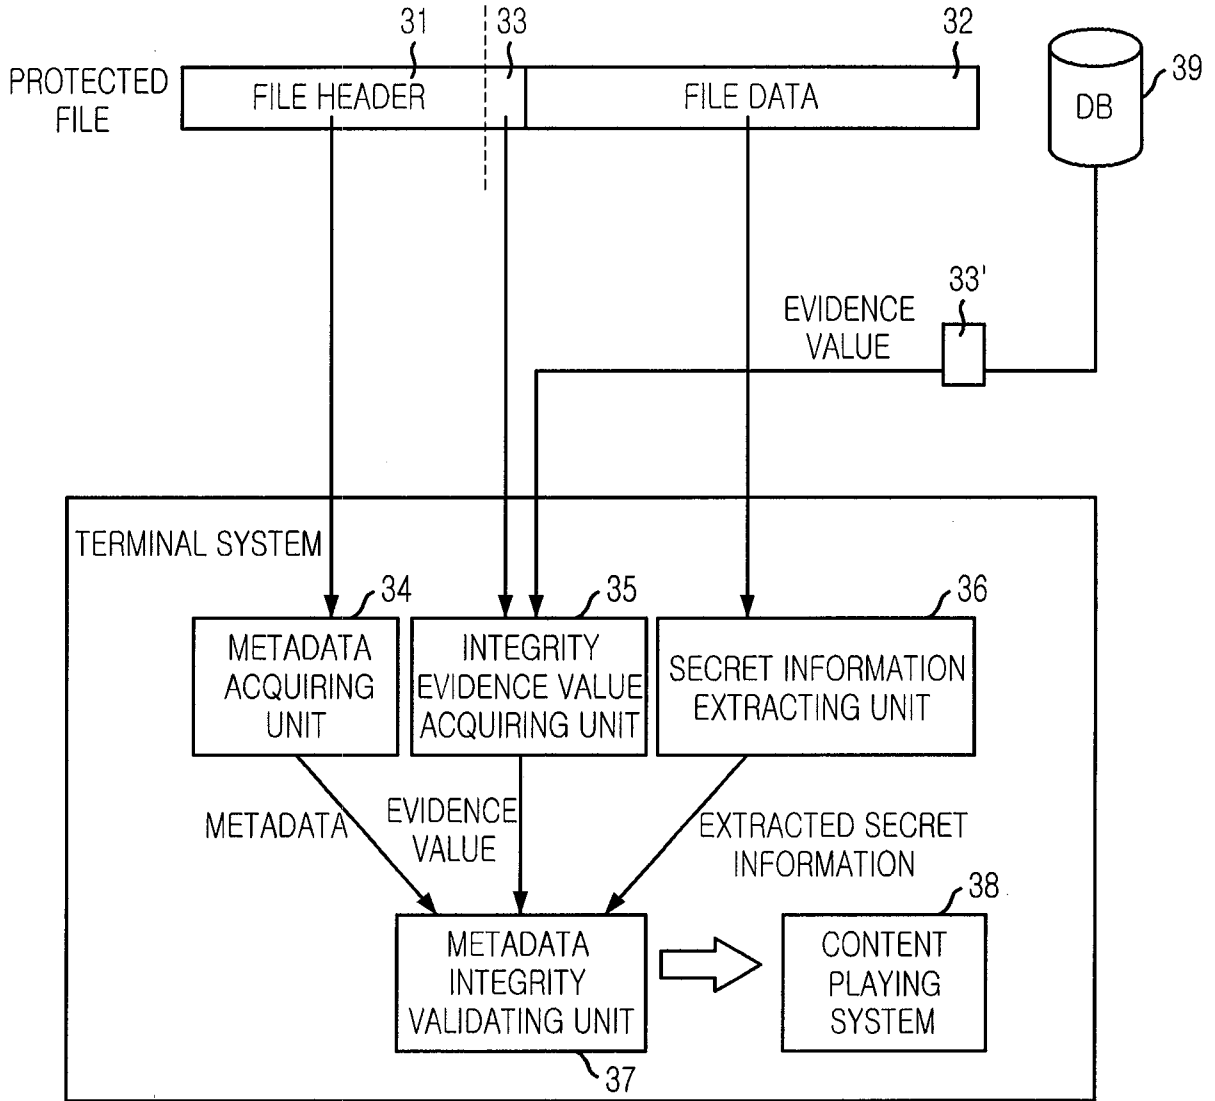 31
33
32
39
PROTECTED
FILE
FILE HEADER
FILE DATA
DB
33'
EVIDENCE
VALUE
TERMINAL SYSTEM
34
35
36
METADATA
ACQUIRING
UNIT
INTEGRITY
EVIDENCE VALUE
ACQUIRING UNIT
SECRET INFORMATION
EXTRACTING UNIT
METADATA
EVIDENCE
VALUE
EXTRACTED SECRET
INFORMATION
38
METADATA
INTEGRITY
VALIDATING UNIT
CONTENT
PLAYING
SYSTEM
37